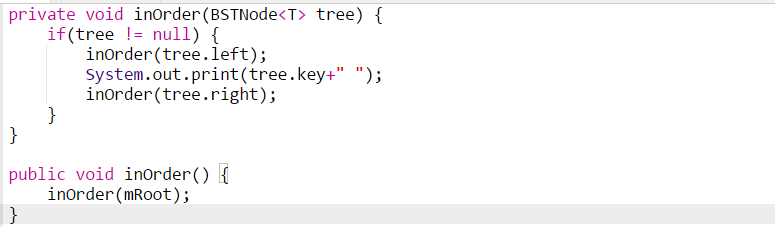 private void inOrder(BSTNode<T> tree) {
    if(tree != null) {
        inOrder(tree.left);
        System.out.print(tree.key+" ");
        inOrder(tree.right);
    }
}

public void inOrder() {
    inOrder(mRoot);
}